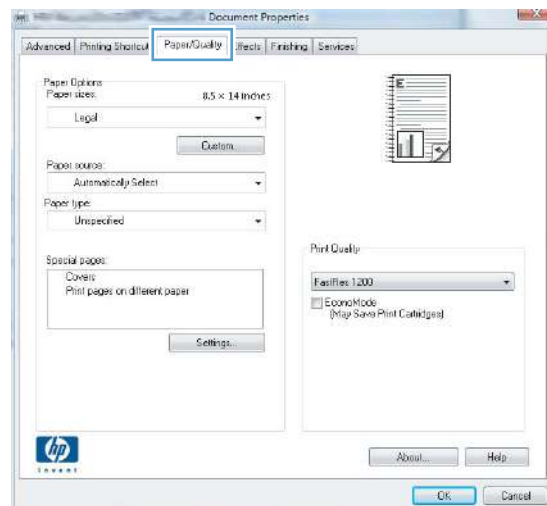 Document Properties
Advanced Printing Shortcut Paper/Quality Effects Finishing Services
Paper Options
Paper sizes: 8.5 × 14 inches
Legal
Custom
Paper source:
Automatically Select
Paper type:
Unspecified
Special pages:
Covers
Print pages on different paper
Settings...
E
Print Quality
FastRes 1200
EconoMode
(May Save Print Cartridges)
hp
invent
About... Help
OK Cancel